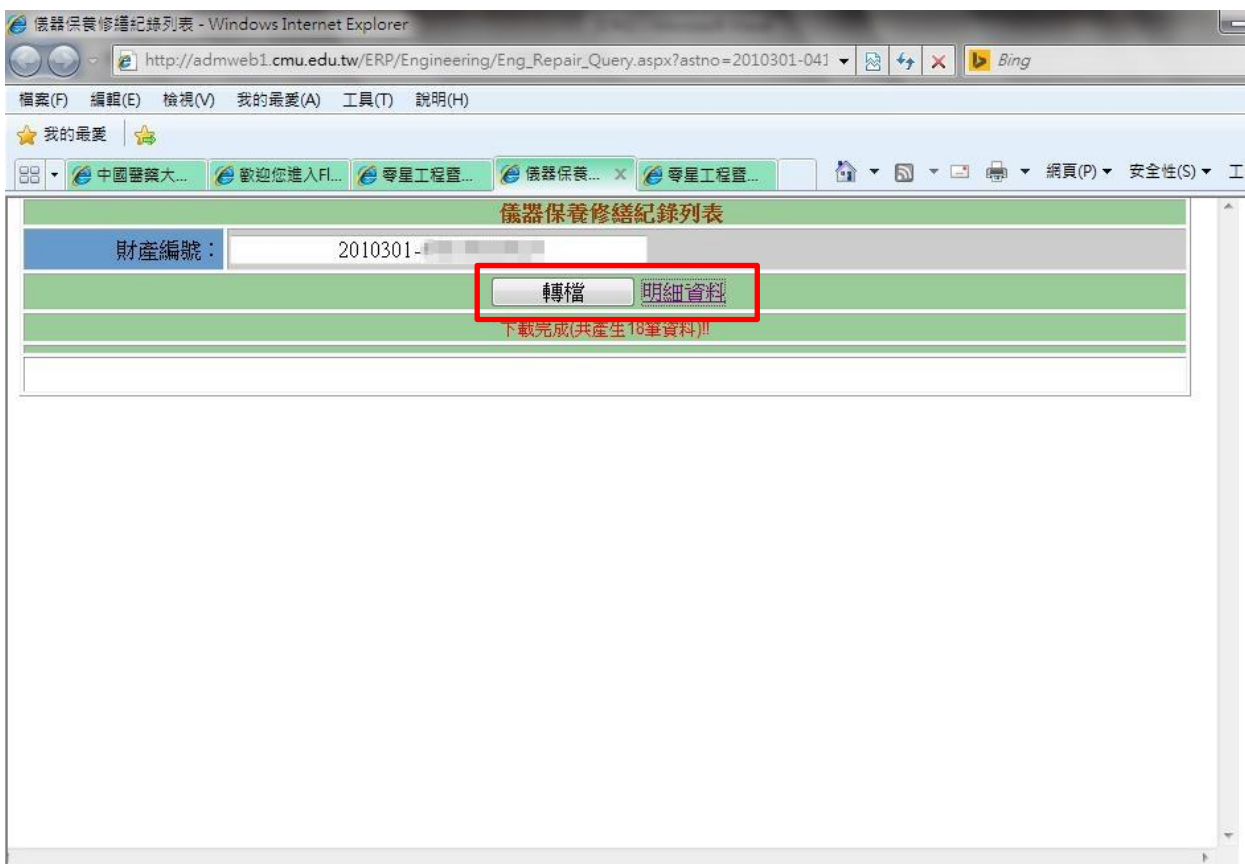 儀器保養修繕紀錄列表 - Windows Internet Explorer
http://admweb1.cmu.edu.tw/ERP/Engineering/Eng_Repair_Query.aspx?astno=2010301-041
Bing
檔案(F) 編輯(E) 檢視(V) 我的最愛(A) 工具(T) 說明(H)
我的最愛
中國醫藥大... 歡迎您進入Fl... 零星工程暨... 儀器保養... X 零星工程暨... 網頁(P) 安全性(S) 工
儀器保養修繕紀錄列表
財產編號： 2010301-
轉檔 明細資料
下載完成(共產生18筆資料)!!